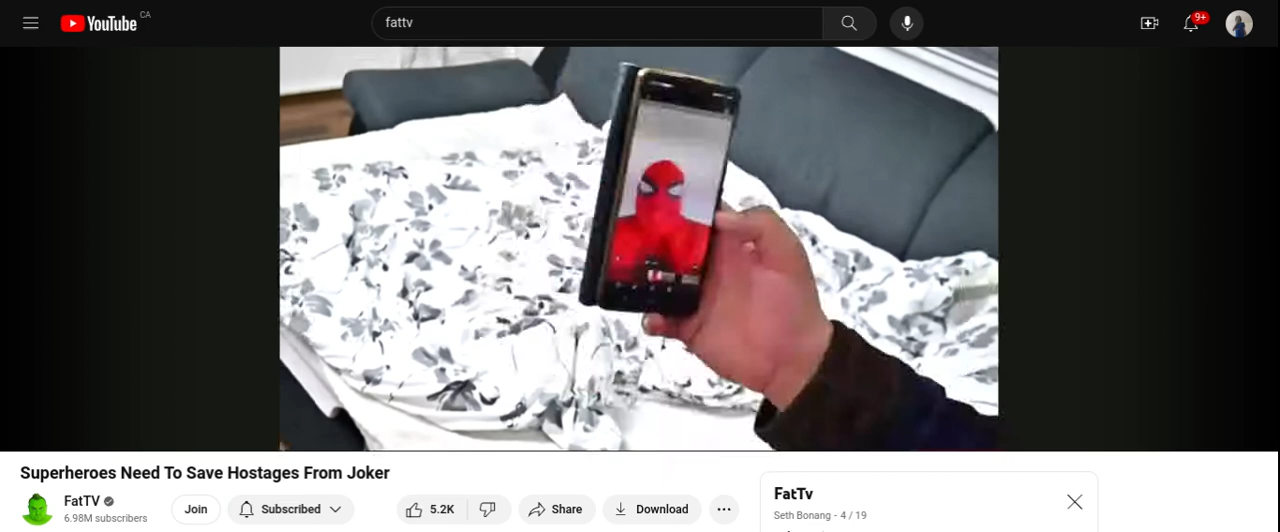 YouTube CA
fattv
9+
Superheroes Need To Save Hostages From Joker
FatTV
6.98M subscribers
Join
Subscribed
5.2K
Share
Download
FatTv
Seth Bonang - 4 / 19